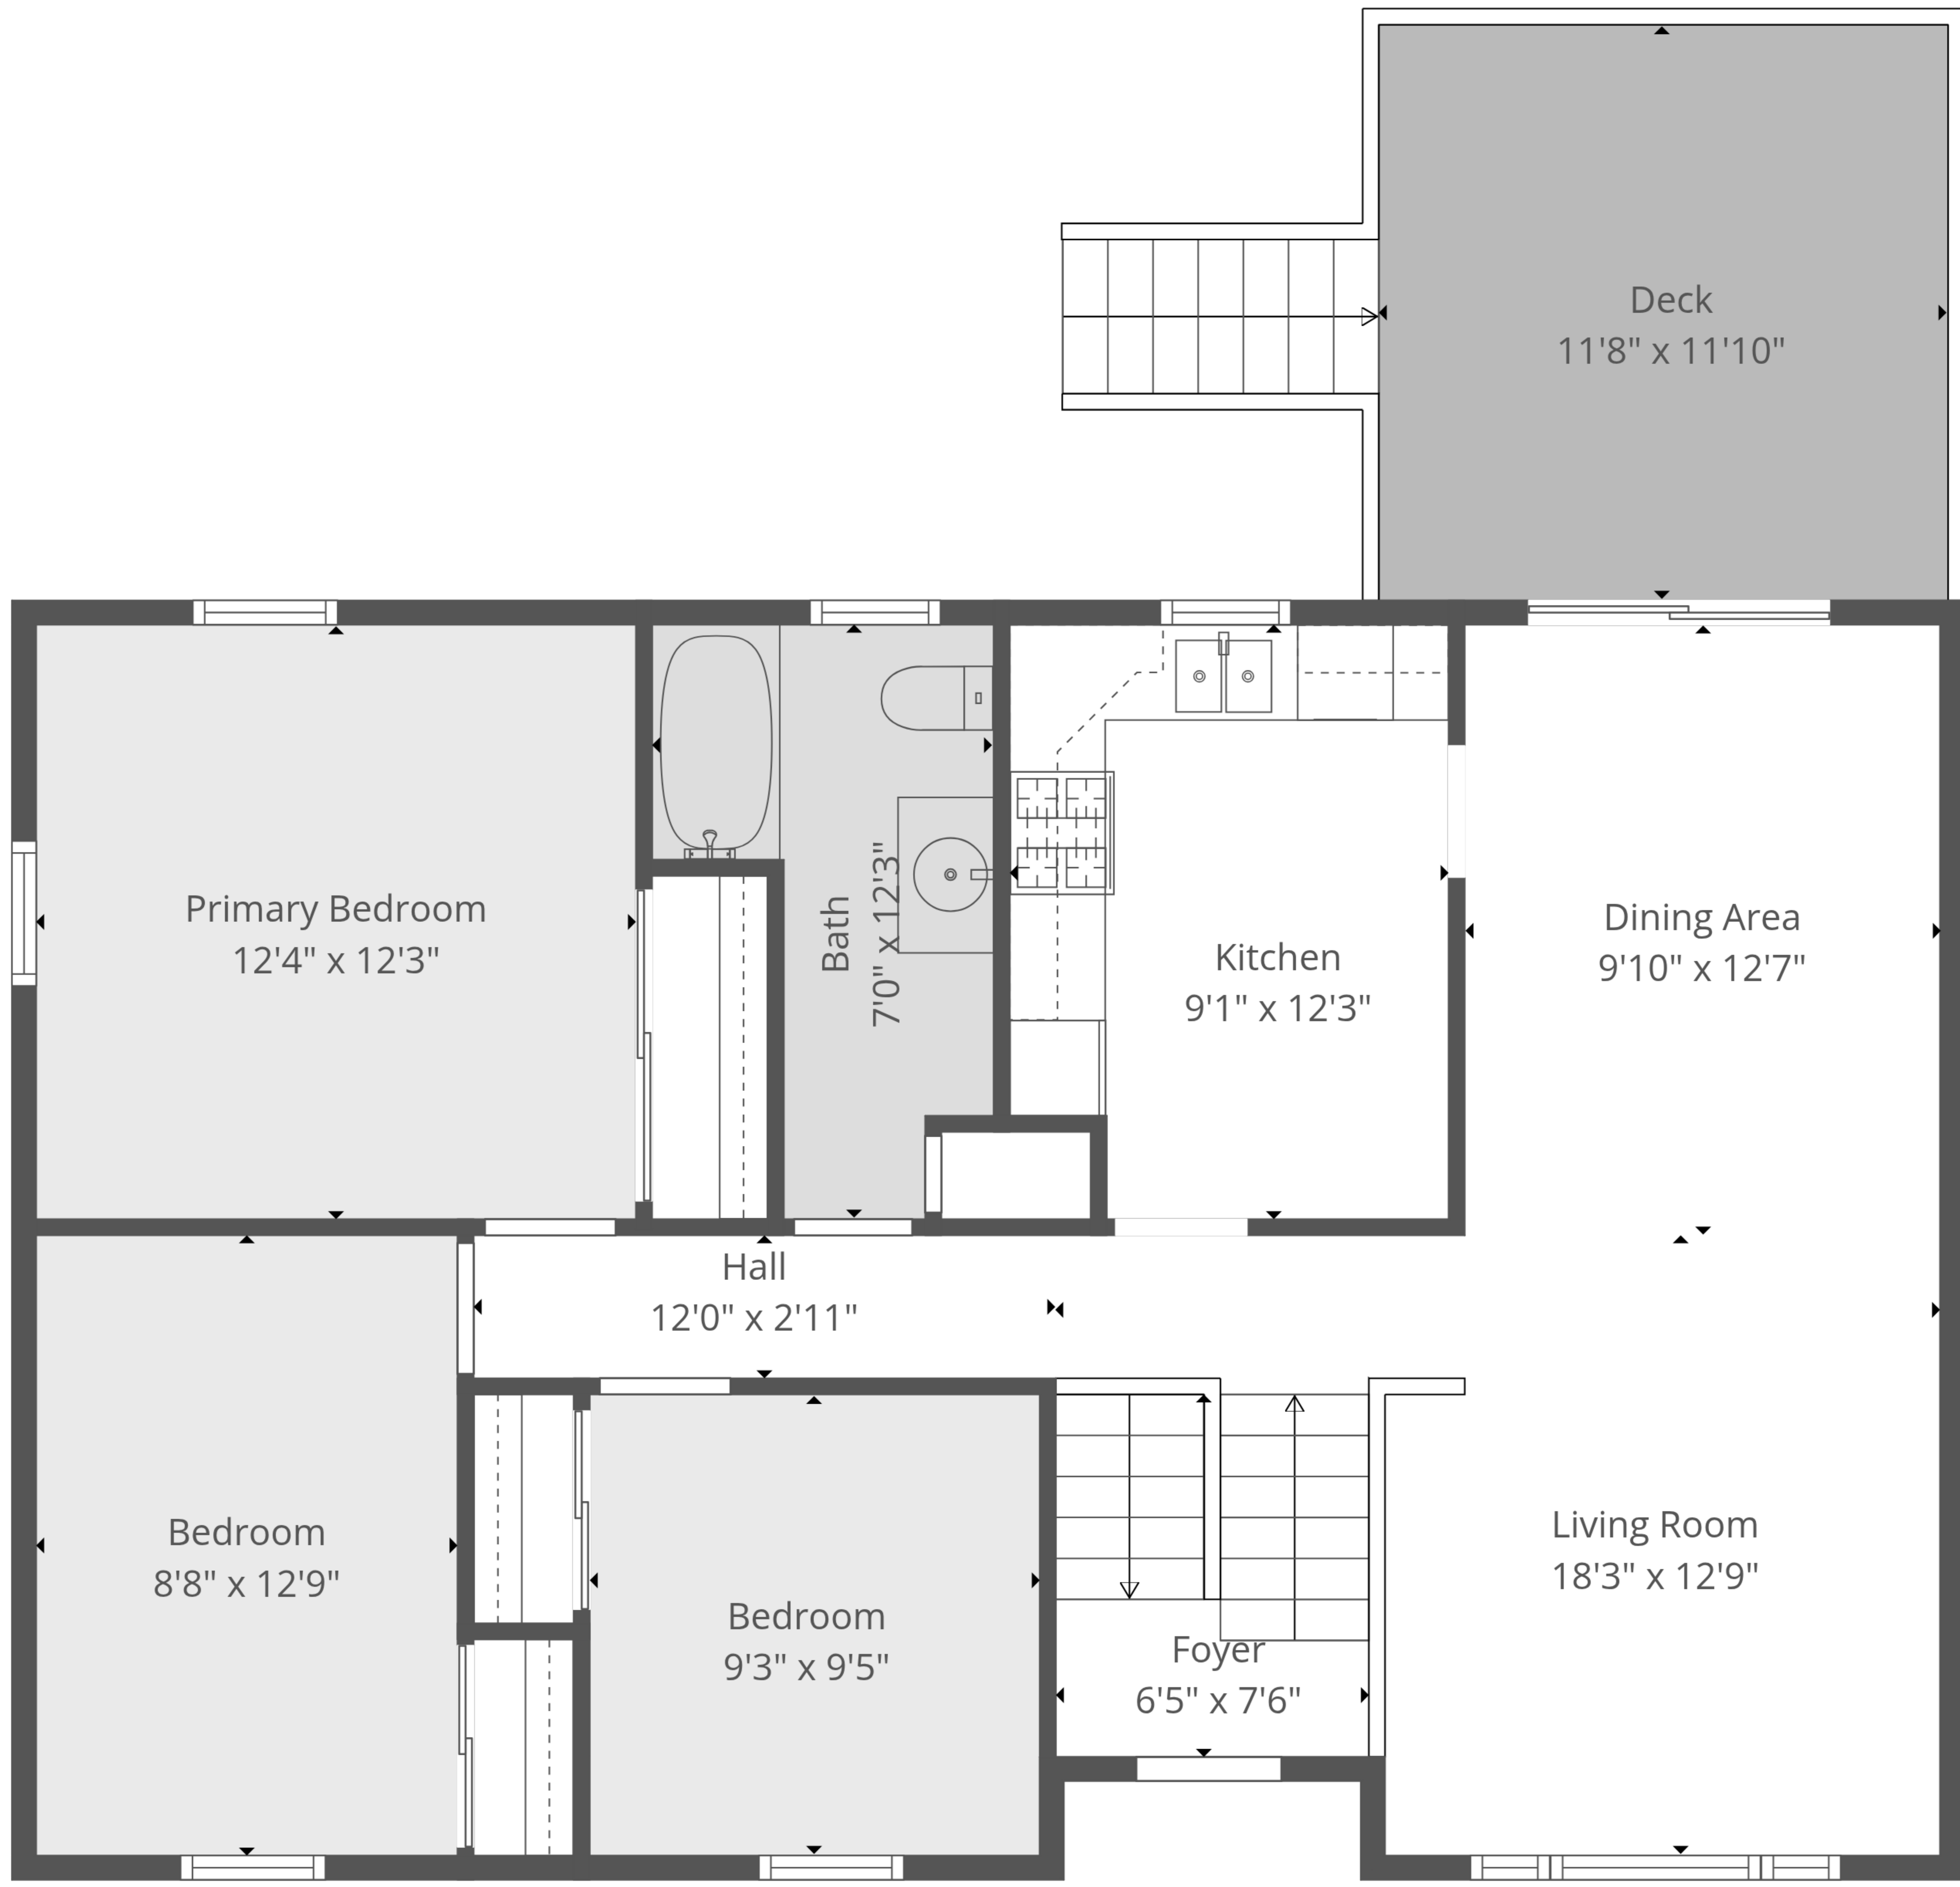 Deck
11'8" x 11'10"
Primary Bedroom
12'4" x 12'3"
Bath
7'0" x 12'3"
Kitchen
9'1" x 12'3"
Dining Area
9'10" x 12'7"
Hall
12'0" x 2'11"
Bedroom
8'8" x 12'9"
Bedroom
9'3" x 9'5"
Foyer
6'5" x 7'6"
Living Room
18'3" x 12'9"